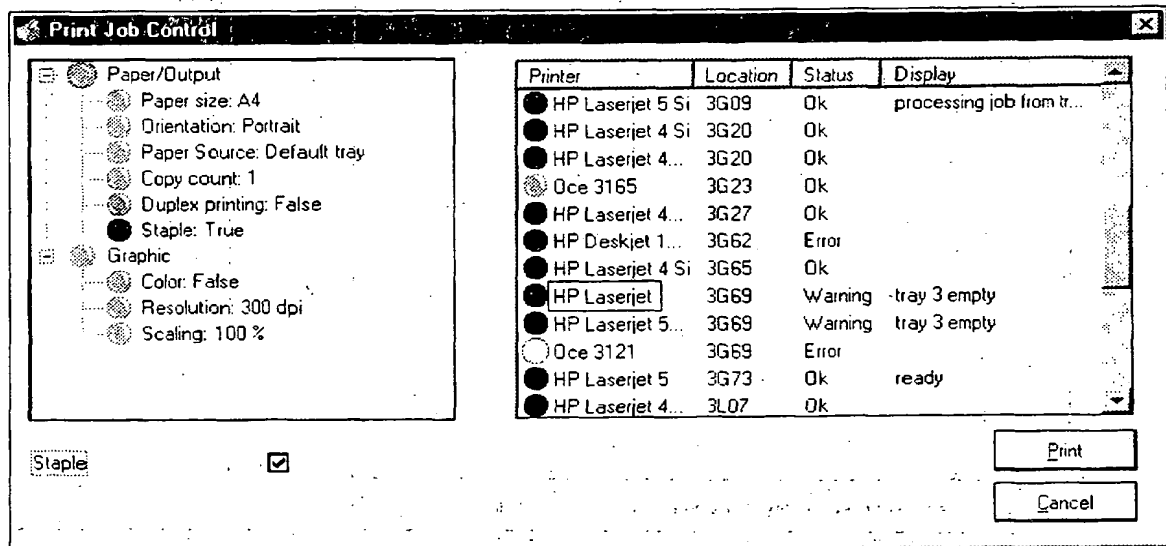 Print Job Control
Paper/Output
Paper size: A4
Orientation: Portrait
Paper Source: Default tray
Copy count: 1
Duplex printing: False
Staple: True
Graphic
Color: False
Resolution: 300 dpi
Scaling: 100 %
Printer Location Status Display
HP Laserjet 5 Si 3G09 Ok processing job from tr...
HP Laserjet 4 Si 3G20 Ok
HP Laserjet 4... 3G20 Ok
Oce 3165 3G23 Ok
HP Laserjet 4... 3G27 Ok
HP Deskjet 1... 3G62 Error
HP Laserjet 4 Si 3G65 Ok
HP Laserjet 3G69 Warning tray 3 empty
HP Laserjet 5... 3G69 Warning tray 3 empty
Oce 3121 3G69 Error
HP Laserjet 5 3G73 Ok ready
HP Laserjet 4... 3L07 Ok
Staple
Print
Cancel